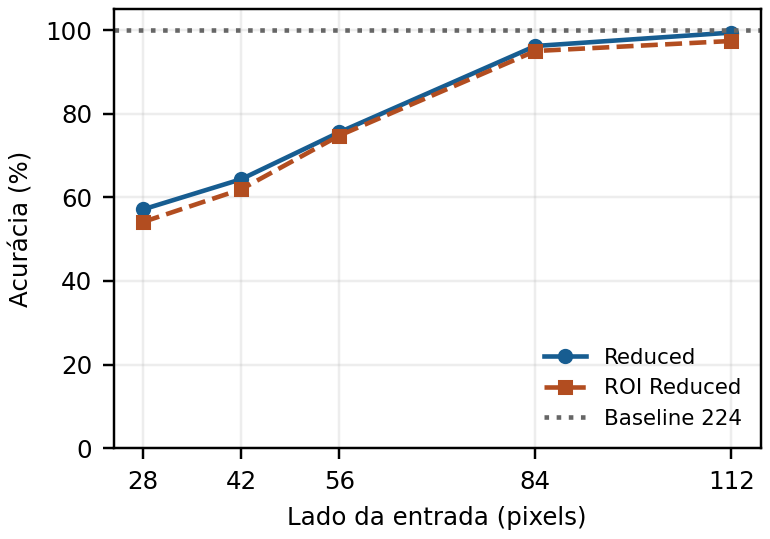 100
80
60
40
20
0
Acurácia (%)
Reduced
ROI Reduced
Baseline 224
28 42 56 84 112
Lado da entrada (pixels)